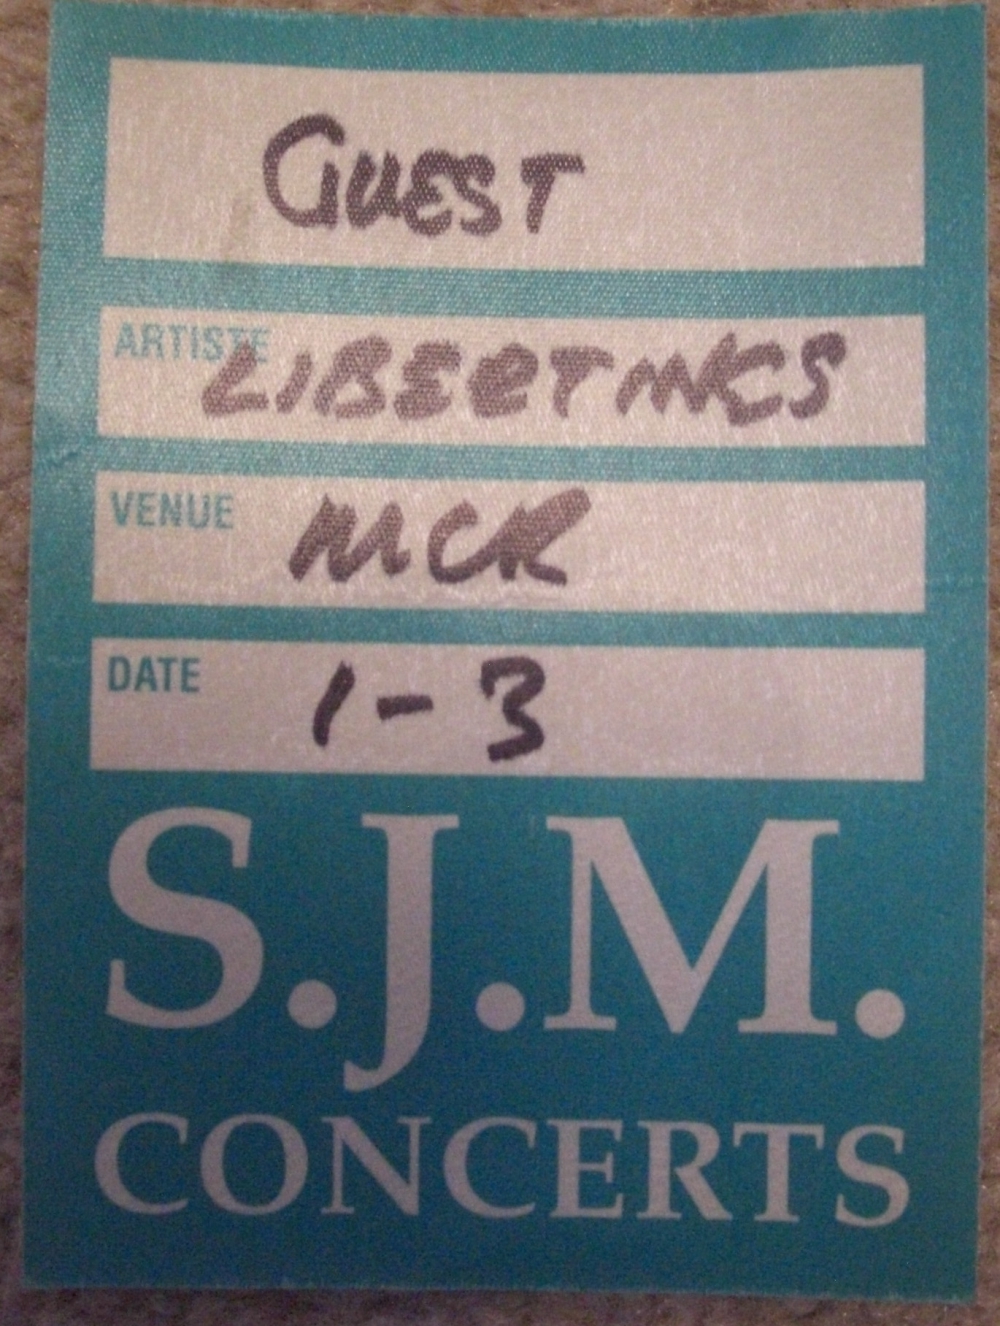 GUEST
ARTISTE LIBERTINES
VENUE MCR
DATE 1-3
S.J.M.
CONCERTS